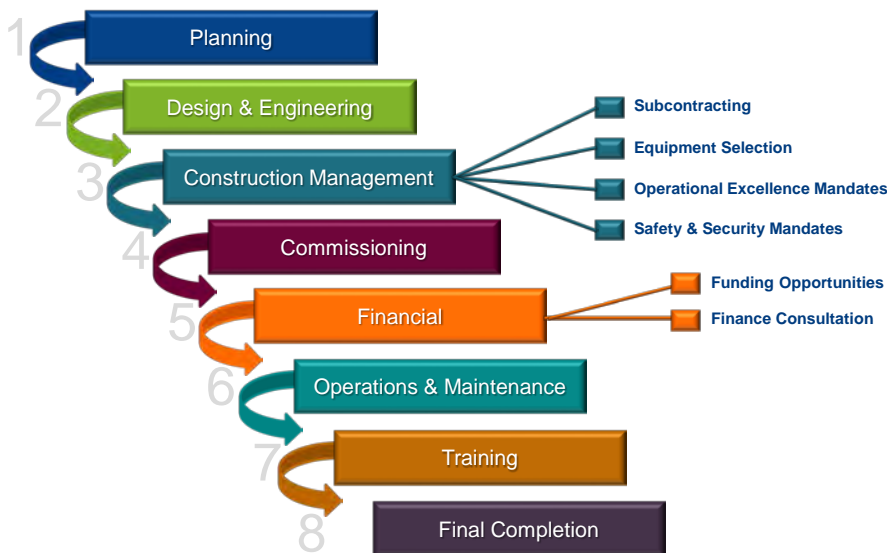 1
Planning
2
Design & Engineering
Subcontracting
Equipment Selection
3
Construction Management
Operational Excellence Mandates
Safety & Security Mandates
4
Commissioning
Funding Opportunities
5
Financial
Finance Consultation
6
Operations & Maintenance
7
Training
8
Final Completion